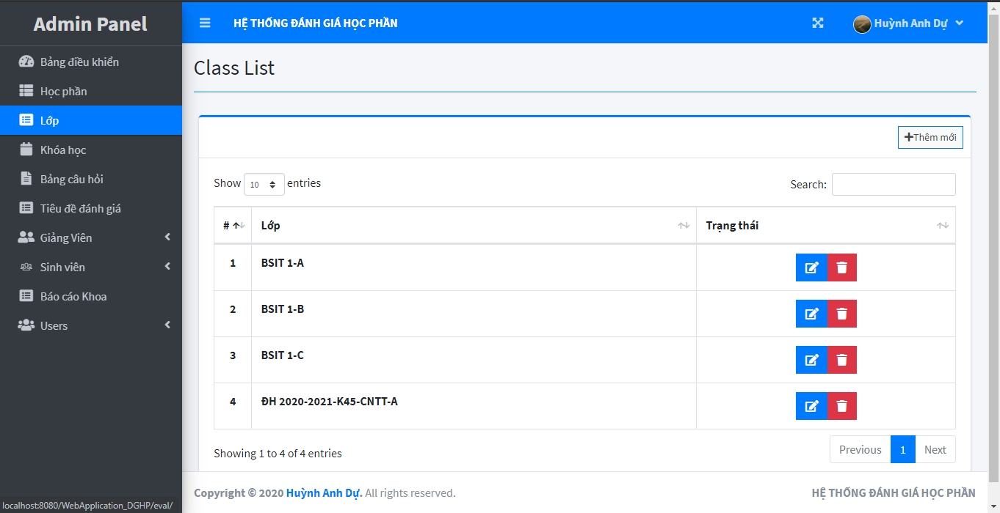 Admin Panel
HỆ THỐNG ĐÁNH GIÁ HỌC PHẦN
Huỳnh Anh Dự
Bảng điều khiển
Học phần
Lớp
Khóa học
Bảng câu hỏi
Tiêu đề đánh giá
Giảng Viên
Sinh viên
Báo cáo Khoa
Users
Class List
Thêm mới
Show 10 entries
Search:
# Lớp Trạng thái
1 BSIT 1-A
2 BSIT 1-B
3 BSIT 1-C
4 ĐH 2020-2021-K45-CNTT-A
Showing 1 to 4 of 4 entries
Previous 1 Next
Copyright © 2020 Huỳnh Anh Dự. All rights reserved.
HỆ THỐNG ĐÁNH GIÁ HỌC PHẦN
localhost:8080/WebApplication_DGHP/eval/